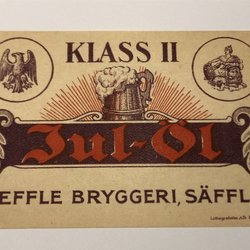 KLASS II
Jul-Öl
EFFLE BRYGGERI, SÄFFL